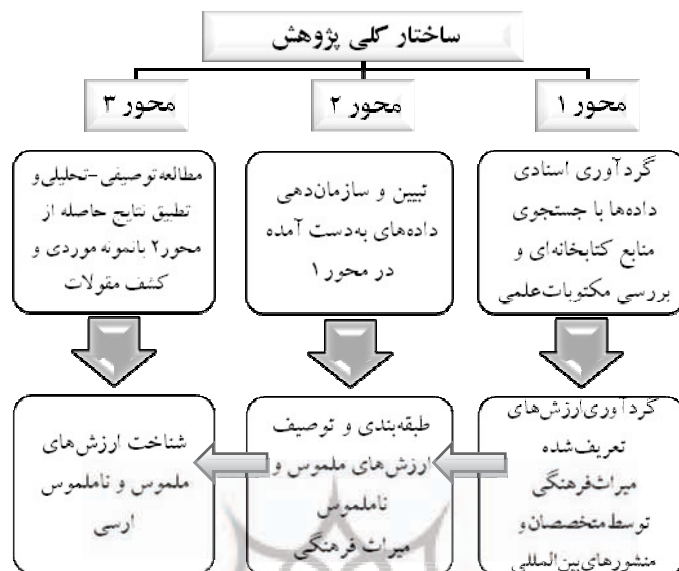 ساختار کلی پژوهش
محور ۱
محور ۲
محور ۳
گردآوری اسنادی
داده‌ها با جستجوی
منابع کتابخانه‌ای و
بررسی مکتوبات‌علمی
تبیین و سازمان‌دهی
داده‌های به‌دست آمده
در محور ۱
مطالعه توصیفی-تحلیلی و
تطبیق نتایج حاصله از
محور۲ بانمونه موردی و
کشف مقولات
گردآوری‌ارزش‌های
تعریف‌شده
میراث‌فرهنگی
توسط‌متخصصان‌و
منشورهای‌بین‌المللی
طبقه‌بندی و توصیف
ارزش‌های ملموس و
ناملموس
میراث فرهنگی
شناخت ارزش‌های
ملموس و ناملموس
ارسی